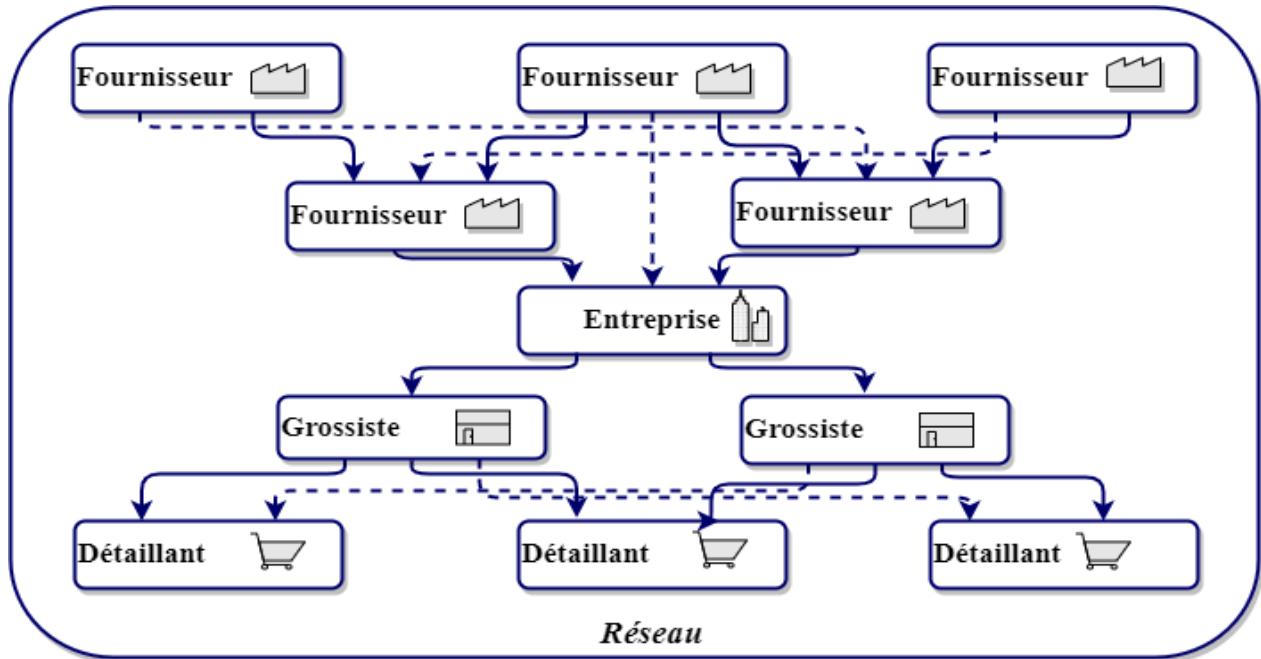 Fournisseur
Fournisseur
Fournisseur
Fournisseur
Fournisseur
Entreprise
Grossiste
Grossiste
Détaillant
Détaillant
Détaillant
Réseau